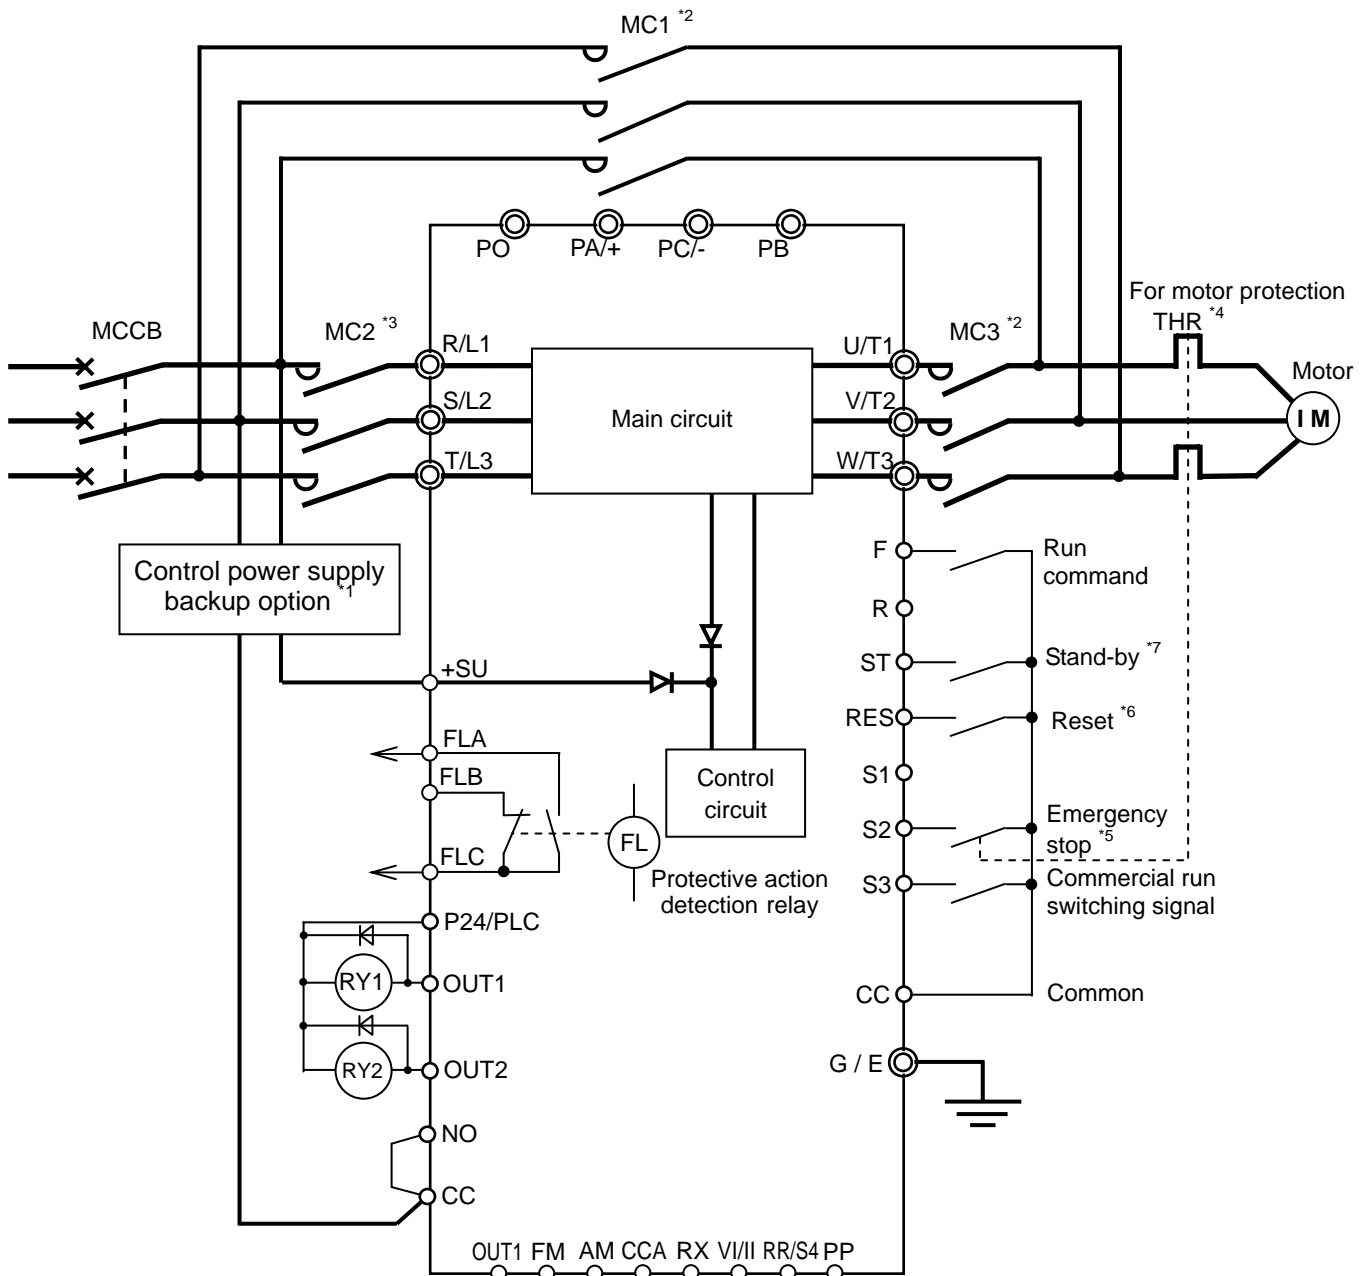 MC1 *2
PO
PA/+
PC/-
PB
For motor protection
THR *4
MCCB
MC2 *3
R/L1
U/T1
MC3 *2
Motor
S/L2
Main circuit
V/T2
I M
T/L3
W/T3
Control power supply
backup option *1
F
Run
command
R
+SU
ST
Stand-by *7
RES
Reset *6
FLA
FLB
Control
circuit
S1
FL
S2
Emergency
stop *5
FLC
Protective action
detection relay
S3
Commercial run
switching signal
P24/PLC
RY1
OUT1
CC
Common
RY2
OUT2
G / E
NO
CC
OUT1 FM AM CCA RX VI/II RR/S4 PP